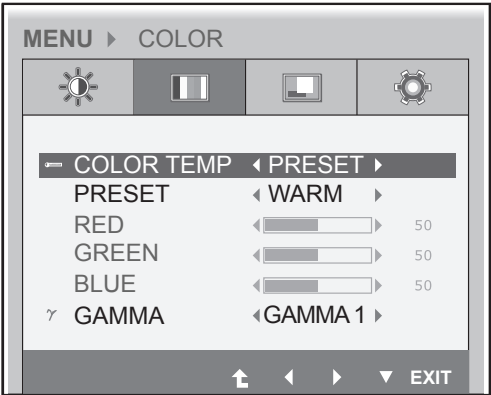 MENU COLOR
COLOR TEMP PRESET
PRESET WARM
RED 50
GREEN 50
BLUE 50
γ GAMMA GAMMA 1
EXIT